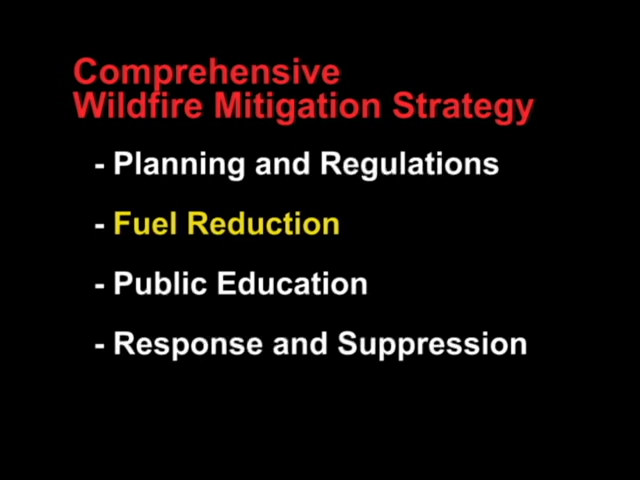 Comprehensive
Wildfire Mitigation Strategy
- Planning and Regulations
- Fuel Reduction
- Public Education
- Response and Suppression